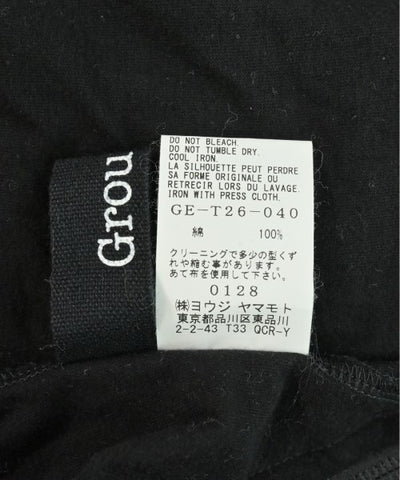 Grou
DO NOT BLEACH.
DO NOT TUMBLE DRY.
COOL IRON.
LA SILHOUETTE PEUT PERDRE
SA FORME ORIGINALE OU
RETRECIR LORS DU LAVAGE.
IRON WITH PRESS CLOTH.
GE-T26-040
綿 100%
クリーニングで多少の型くず
れや縮む事があります。
あて布を使用して下さい。
0128
㈱ヨウジ ヤマモト
東京都品川区東品川
2-2-43 T33 QCR-Y